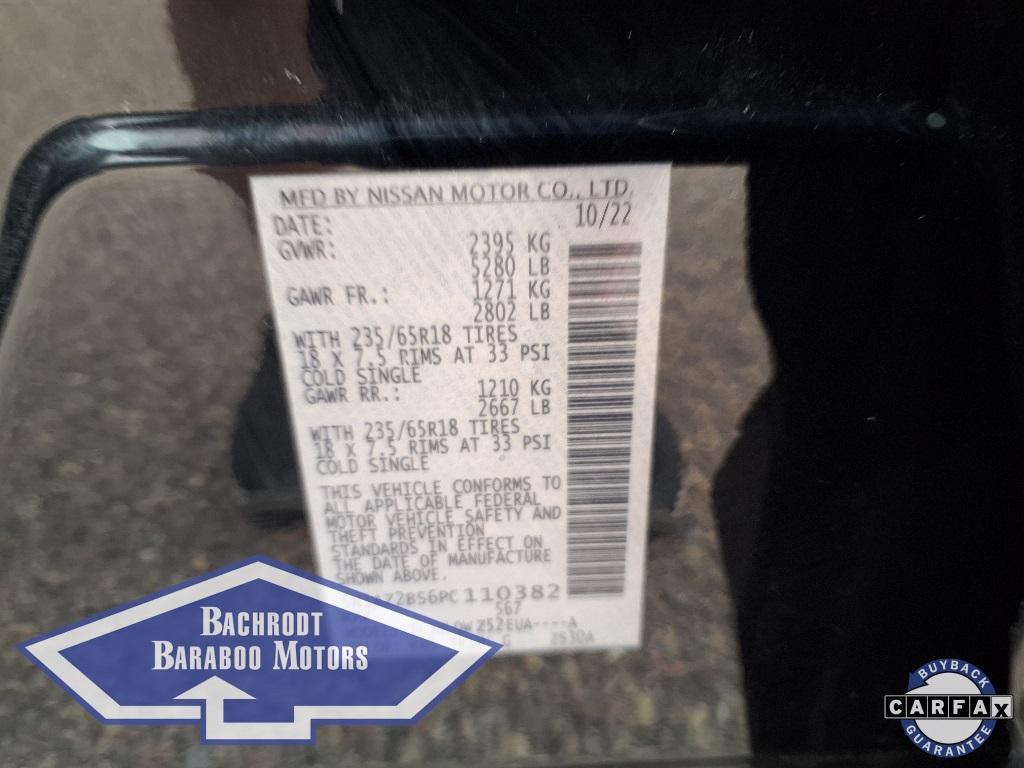 MFD BY NISSAN MOTOR CO., LTD.
DATE: 10/22
GVWR: 2395 KG
5280 LB
GAWR FR.: 1271 KG
2802 LB
WITH 235/65R18 TIRES
18 X 7.5 RIMS AT 33 PSI
COLD SINGLE
GAWR RR.: 1210 KG
2667 LB
WITH 235/65R18 TIRES
18 X 7.5 RIMS AT 33 PSI
COLD SINGLE
THIS VEHICLE CONFORMS TO
ALL APPLICABLE FEDERAL
MOTOR VEHICLE SAFETY AND
THEFT PREVENTION
STANDARDS IN EFFECT ON
THE DATE OF MANUFACTURE
SHOWN ABOVE.
110382
S67
G 2S30A
BACHRODT
BARABOO MOTORS
BUYBACK
CARFAX
GUARANTEE